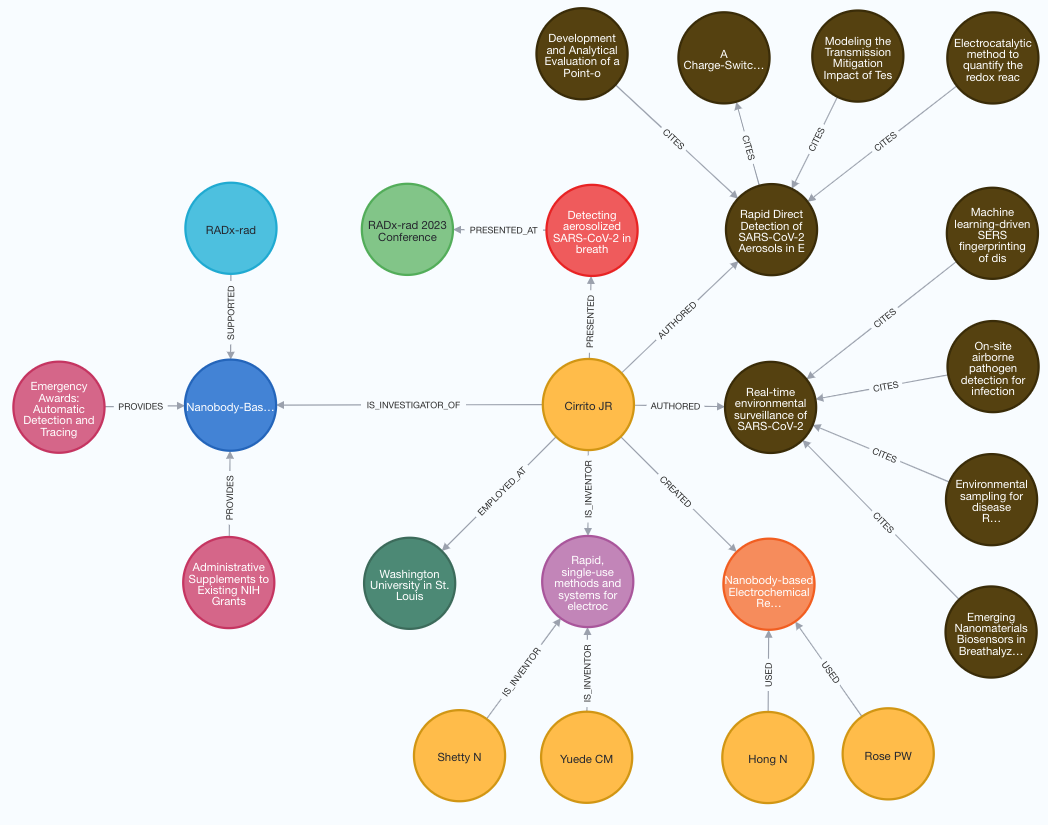 Development
and Analytical
Evaluation of a
Point-o
A
Charge-Switc...
Modeling the
Transmission
Mitigation
Impact of Tes
Electrocatalytic
method to
quantify the
redox reac
CITES
CITES
CITES
CITES
RADx-rad
RADx-rad 2023
Conference
PRESENTED_AT
Detecting
aerosolized
SARS-CoV-2 in
breath
Rapid Direct
Detection of
SARS-CoV-2
Aerosols in E
Machine
learning-driven
SERS
fingerprinting
of dis
SUPPORTED
PRESENTED
AUTHORED
CITES
Emergency
Awards:
Automatic
Detection and
Tracing
PROVIDES
Nanobody-Bas...
IS_INVESTIGATOR_OF
Cirrito JR
AUTHORED
Real-time
environmental
surveillance of
SARS-CoV-2
CITES
On-site
airborne
pathogen
detection for
infection
PROVIDES
EMPLOYED_AT
IS_INVENTOR
CREATED
CITES
CITES
Environmental
sampling for
disease
R...
Administrative
Supplements to
Existing NIH
Grants
Washington
University in St.
Louis
Rapid,
single-use
methods and
systems for
electroc
Nanobody-based
Electrochemical
Re...
Emerging
Nanomaterials
Biosensors in
Breathalyz...
IS_INVENTOR
IS_INVENTOR
USED
USED
Shetty N
Yuede CM
Hong N
Rose PW